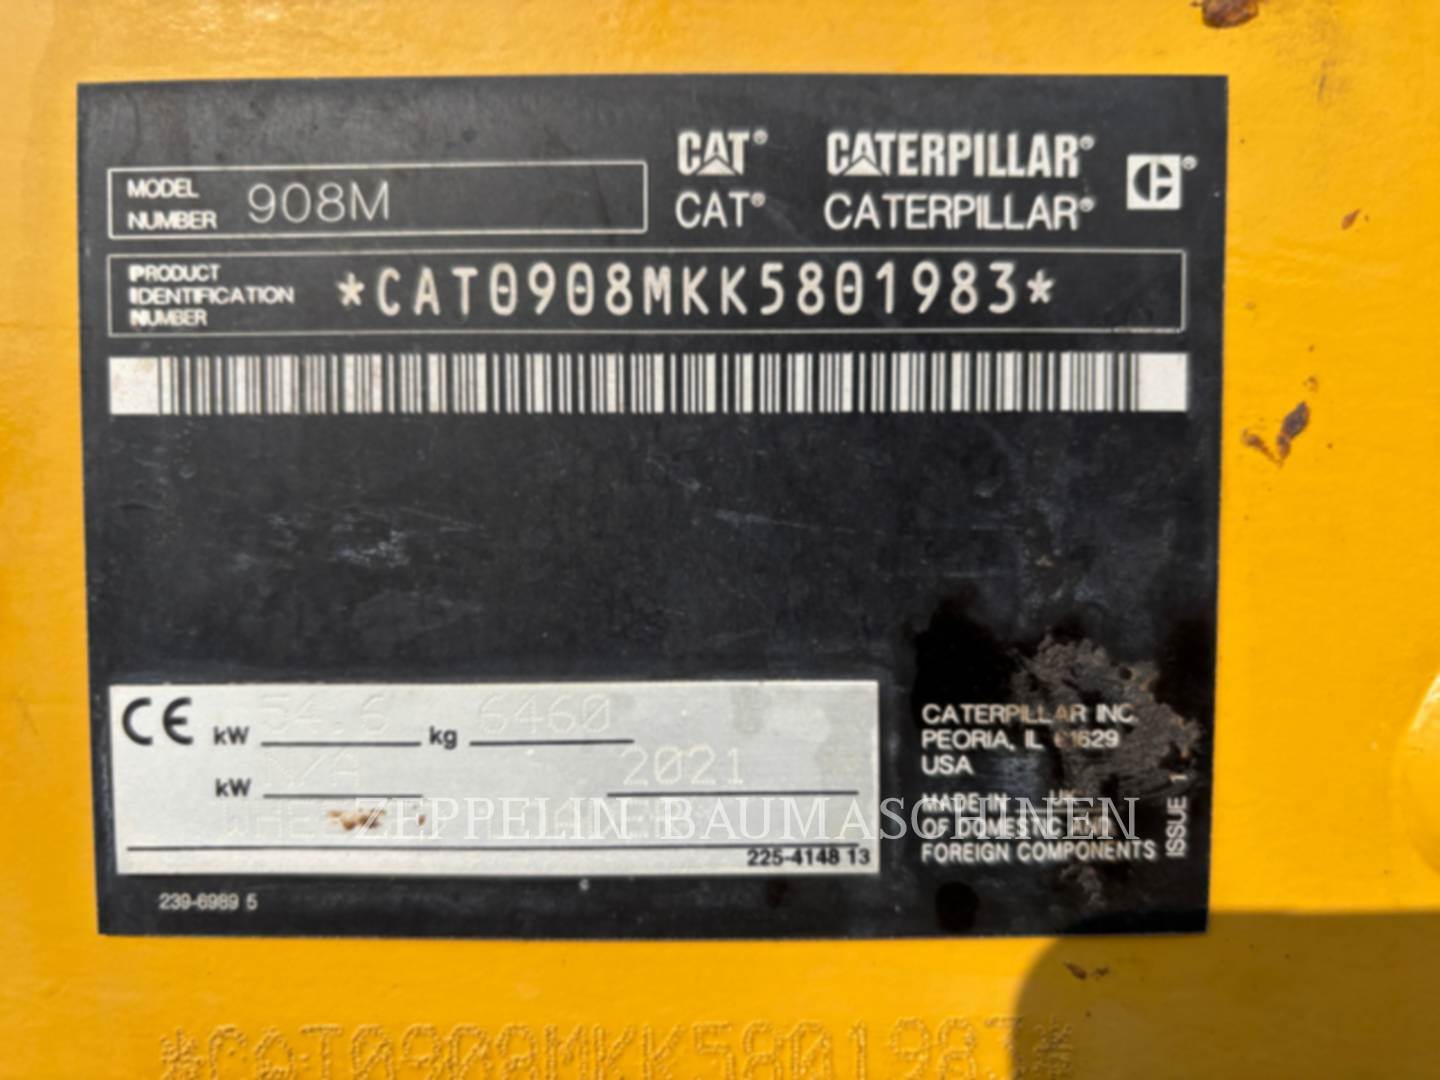 CAT® CATERPILLAR®
CAT® CATERPILLAR®
MODEL NUMBER 908M
PRODUCT IDENTIFICATION NUMBER *CAT0908MKK5801983*
CE kW 54.6 kg 6460
kW N/A 2021
ZEPPELIN BAUMASCHINEN
225-4148 13
CATERPILLAR INC.
PEORIA, IL 61629
USA
MADE IN UK
OF DOMESTIC AND
FOREIGN COMPONENTS
ISSUE 1
239-6989 5
*CAT0908MKK5801983*